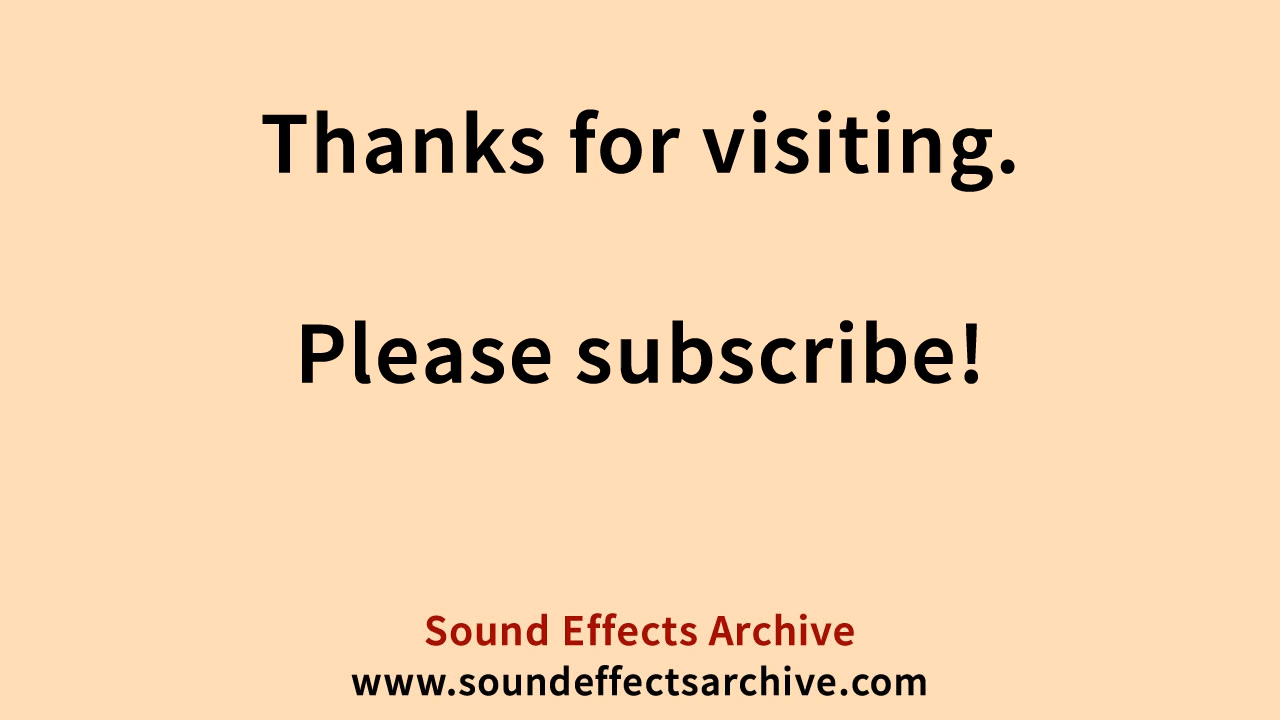 Thanks for visiting.
Please subscribe!
Sound Effects Archive
www.soundeffectsarchive.com